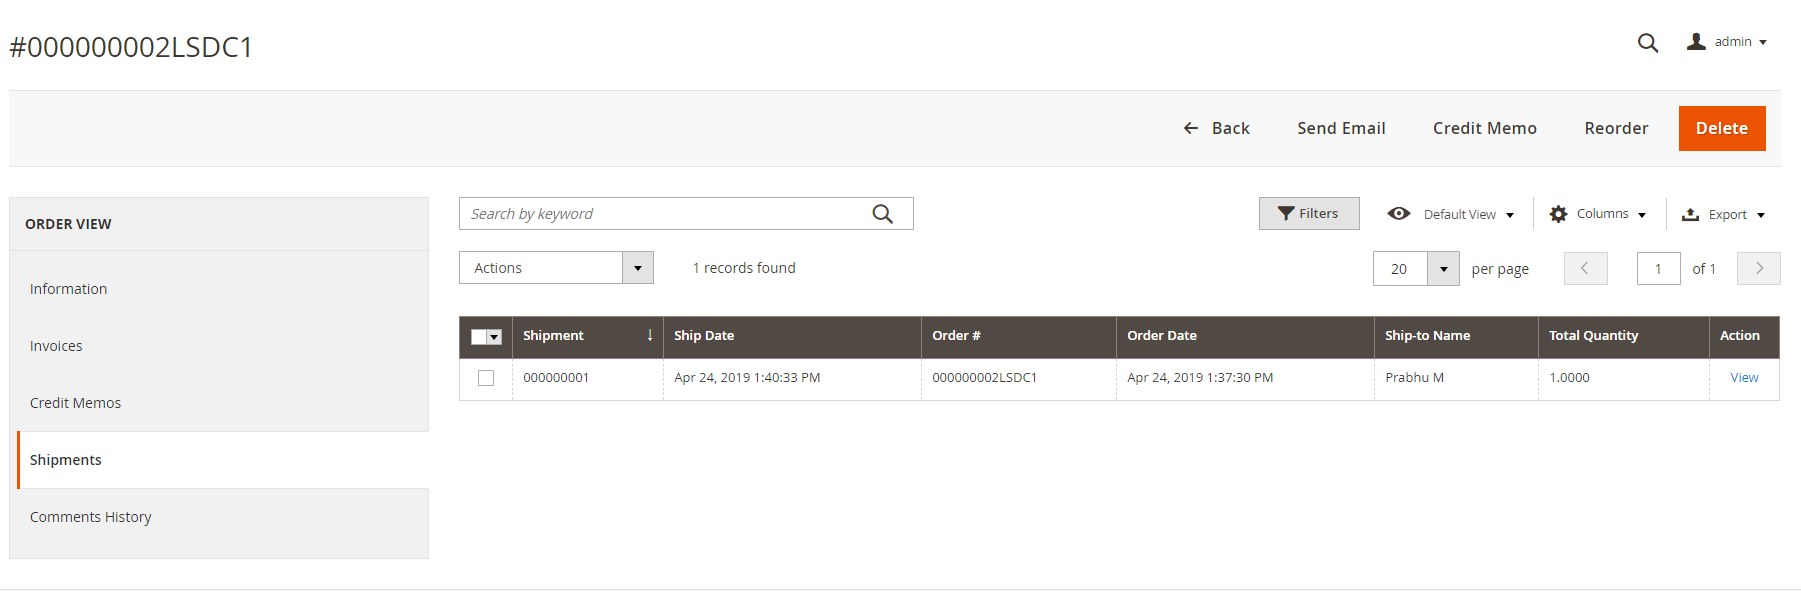 #000000002LSDC1
admin
Back Send Email Credit Memo Reorder Delete
ORDER VIEW
Information
Invoices
Credit Memos
Shipments
Comments History
Search by keyword
Filters Default View Columns Export
Actions 1 records found 20 per page 1 of 1
Shipment Ship Date Order # Order Date Ship-to Name Total Quantity Action
000000001 Apr 24, 2019 1:40:33 PM 000000002LSDC1 Apr 24, 2019 1:37:30 PM Prabhu M 1.0000 View